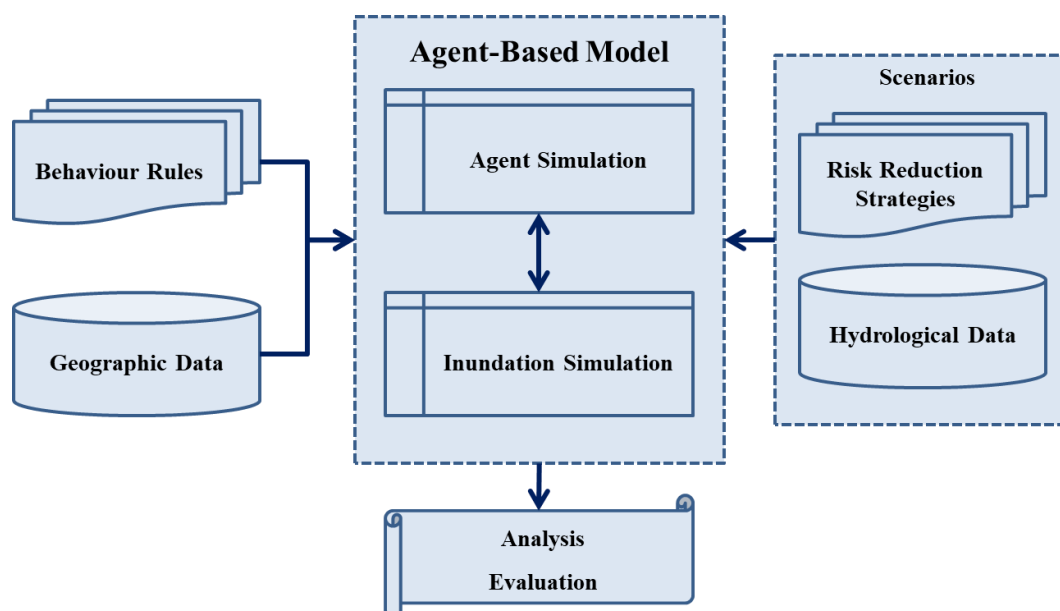 Agent-Based Model
Scenarios
Behaviour Rules
Agent Simulation
Risk Reduction
Strategies
Geographic Data
Inundation Simulation
Hydrological Data
Analysis
Evaluation